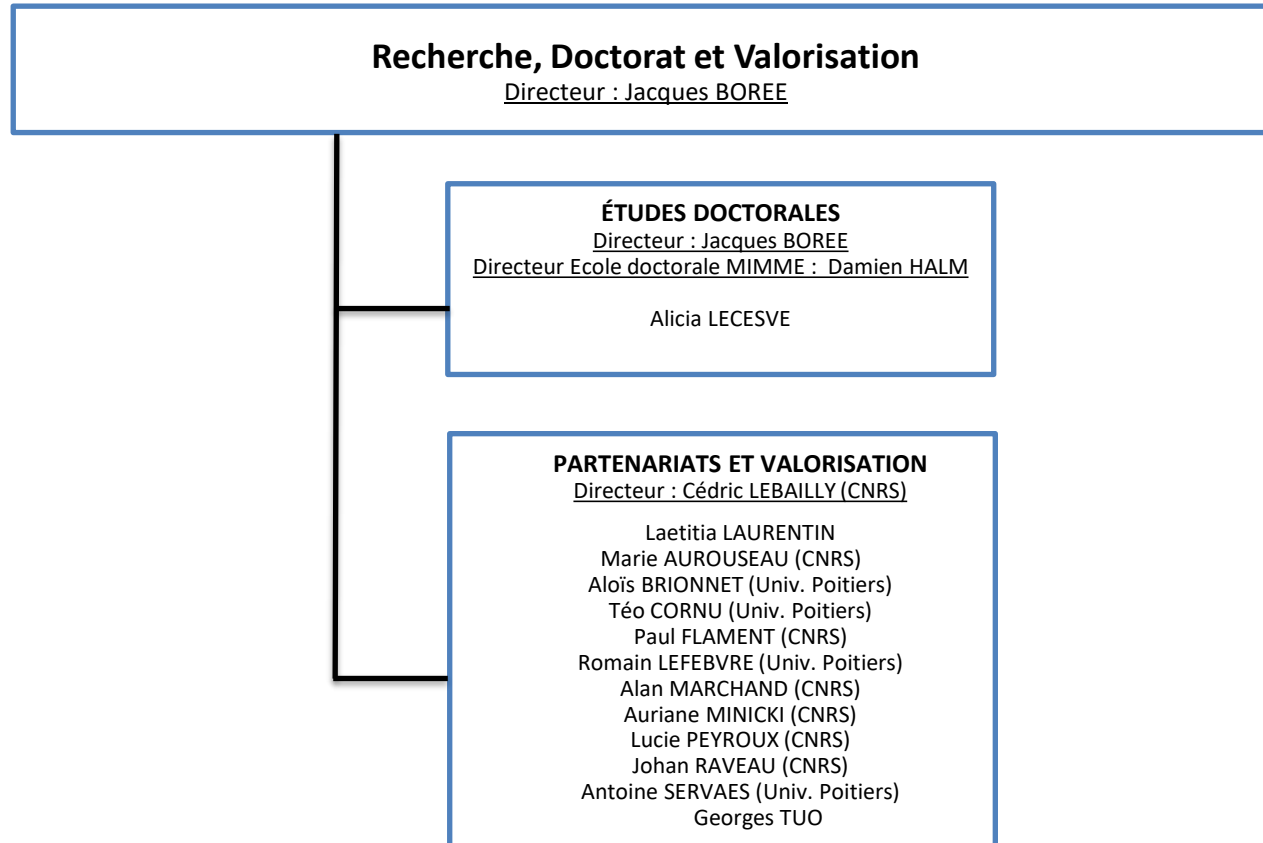 Recherche, Doctorat et Valorisation
Directeur : Jacques BOREE
ÉTUDES DOCTORALES
Directeur : Jacques BOREE
Directeur Ecole doctorale MIMME : Damien HALM
Alicia LECESVE
PARTENARIATS ET VALORISATION
Directeur : Cédric LEBAILLY (CNRS)
Laetitia LAURENTIN
Marie AUROUSEAU (CNRS)
Aloïs BRIONNET (Univ. Poitiers)
Téo CORNU (Univ. Poitiers)
Paul FLAMENT (CNRS)
Romain LEFEBVRE (Univ. Poitiers)
Alan MARCHAND (CNRS)
Auriane MINICKI (CNRS)
Lucie PEYROUX (CNRS)
Johan RAVEAU (CNRS)
Antoine SERVAES (Univ. Poitiers)
Georges TUO